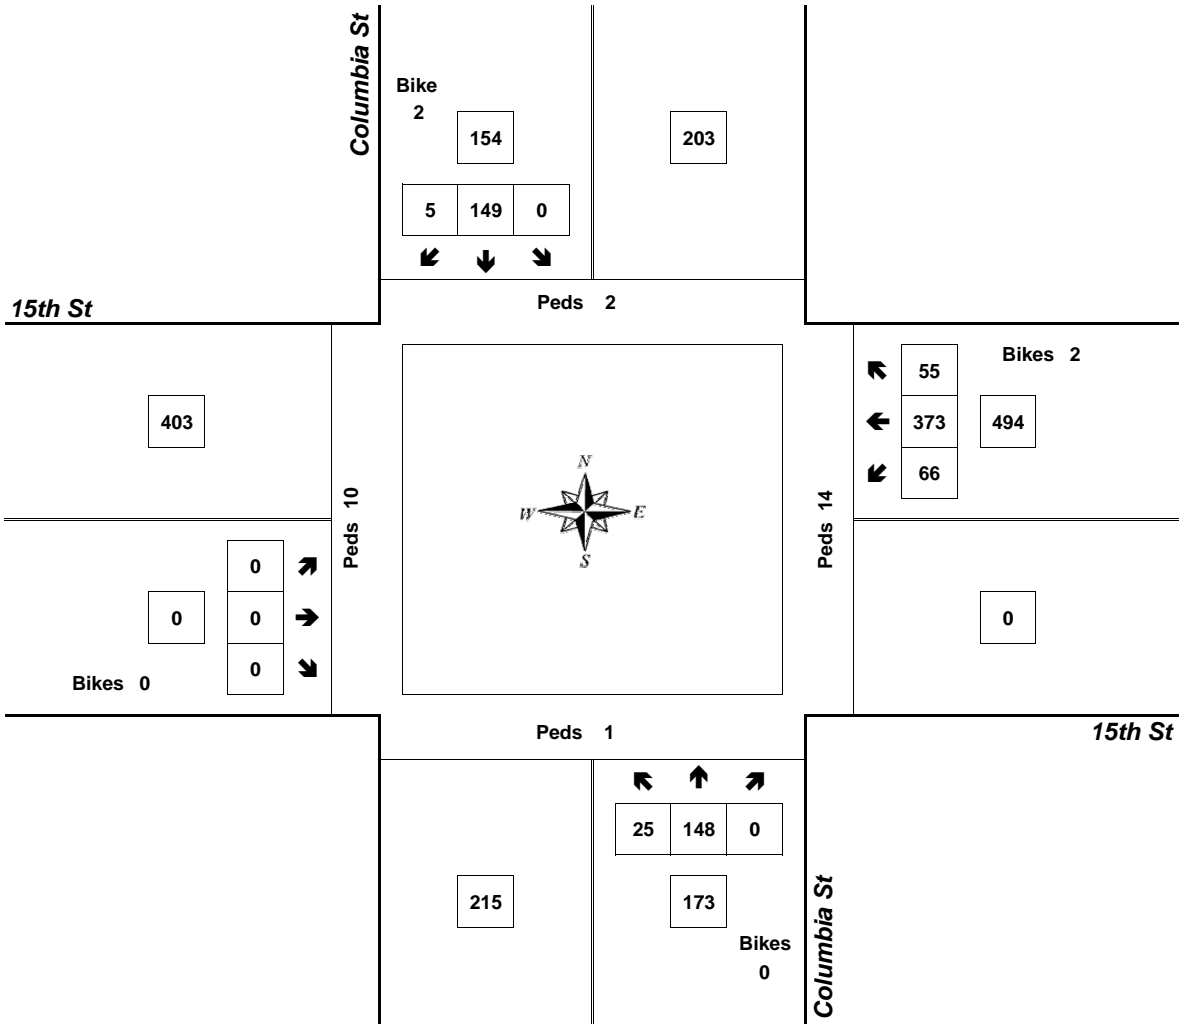 Columbia St
Bike
2
154
203
5 149 0
15th St
Peds 2
55
Bikes 2
403
373
494
66
N
W E
S
Peds 10
Peds 14
0
0
0
0
0
Bikes 0
Peds 1
15th St
25 148 0
215
173
Columbia St
Bikes
0